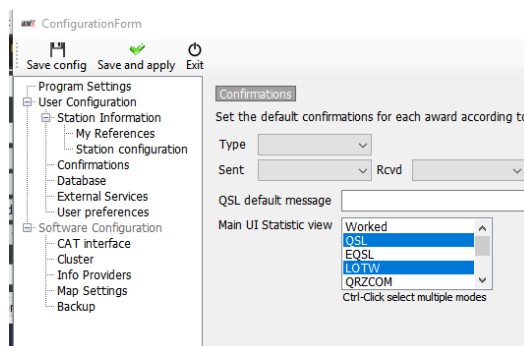 ConfigurationForm
Save config Save and apply Exit
Program Settings
User Configuration
Station Information
My References
Station configuration
Confirmations
Database
External Services
User preferences
Software Configuration
CAT interface
Cluster
Info Providers
Map Settings
Backup
Confirmations
Set the default confirmations for each award according to
Type
Sent Rcvd
QSL default message
Main UI Statistic view
Worked
QSL
EQSL
LOTW
QRZCOM
Ctrl-Click select multiple modes